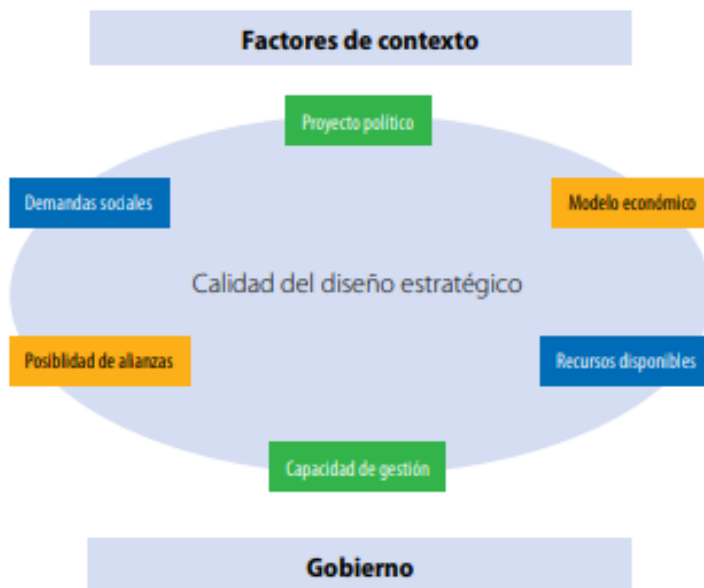 Factores de contexto
Proyecto político
Demandas sociales
Modelo económico
Calidad del diseño estratégico
Posiblidad de alianzas
Recursos disponibles
Capacidad de gestión
Gobierno